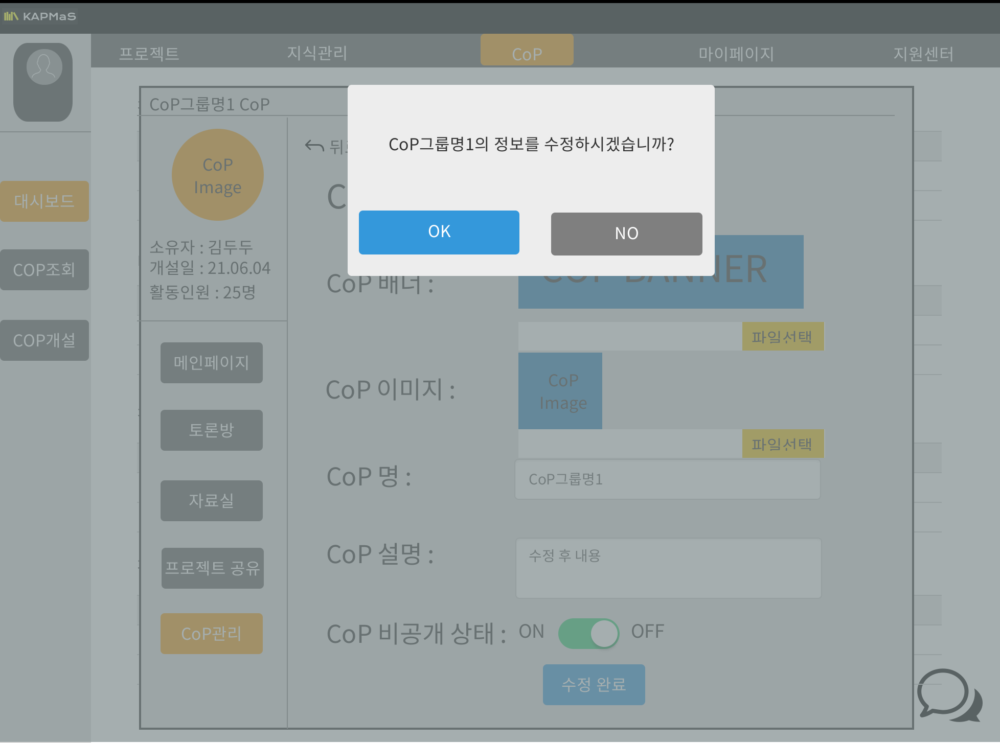 KAPMaS
프로젝트
지식관리
CoP
마이페이지
지원센터
대시보드
COP조회
COP개설
CoP그룹명1 CoP
CoP
Image
소유자 : 김두두
개설일 : 21.06.04
활동인원 : 25명
메인페이지
토론방
자료실
프로젝트 공유
CoP관리
CoP그룹명1의 정보를 수정하시겠습니까?
OK
NO
CoP 배너 :
COP BANNER
파일선택
CoP 이미지 :
CoP
Image
파일선택
CoP 명 :
CoP그룹명1
CoP 설명 :
수정 후 내용
CoP 비공개 상태 : ON OFF
수정 완료